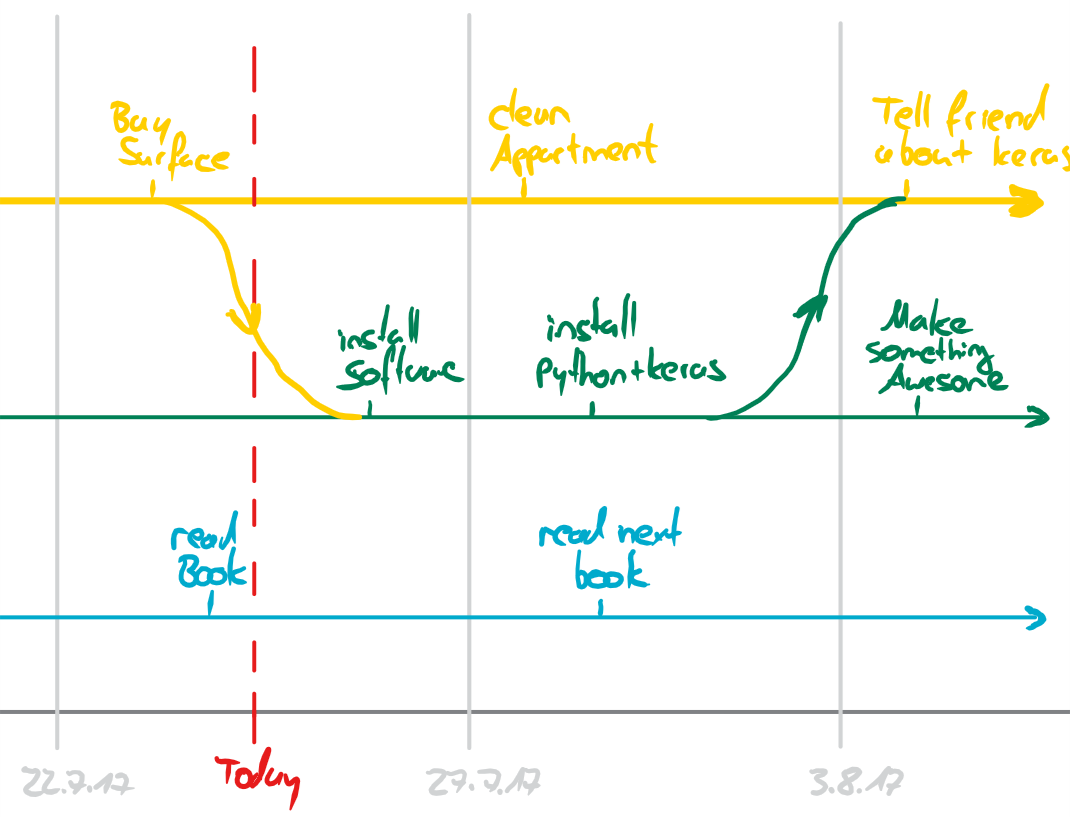 Buy
Surface
clean
Appartment
Tell friend
about keras
install
Software
install
Python+keras
Make
something
Awesome
read
Book
read next
book
22.7.17
Today
27.7.17
3.8.17